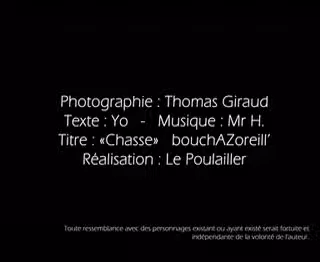 Photographie : Thomas Giraud
Texte : Yo - Musique : Mr H.
Titre : «Chasse» bouchAZoreill'
Réalisation : Le Poulailler
Toute ressemblance avec des personnages existant ou ayant existé serait fortuite et
indépendante de la volonté de l'auteur.